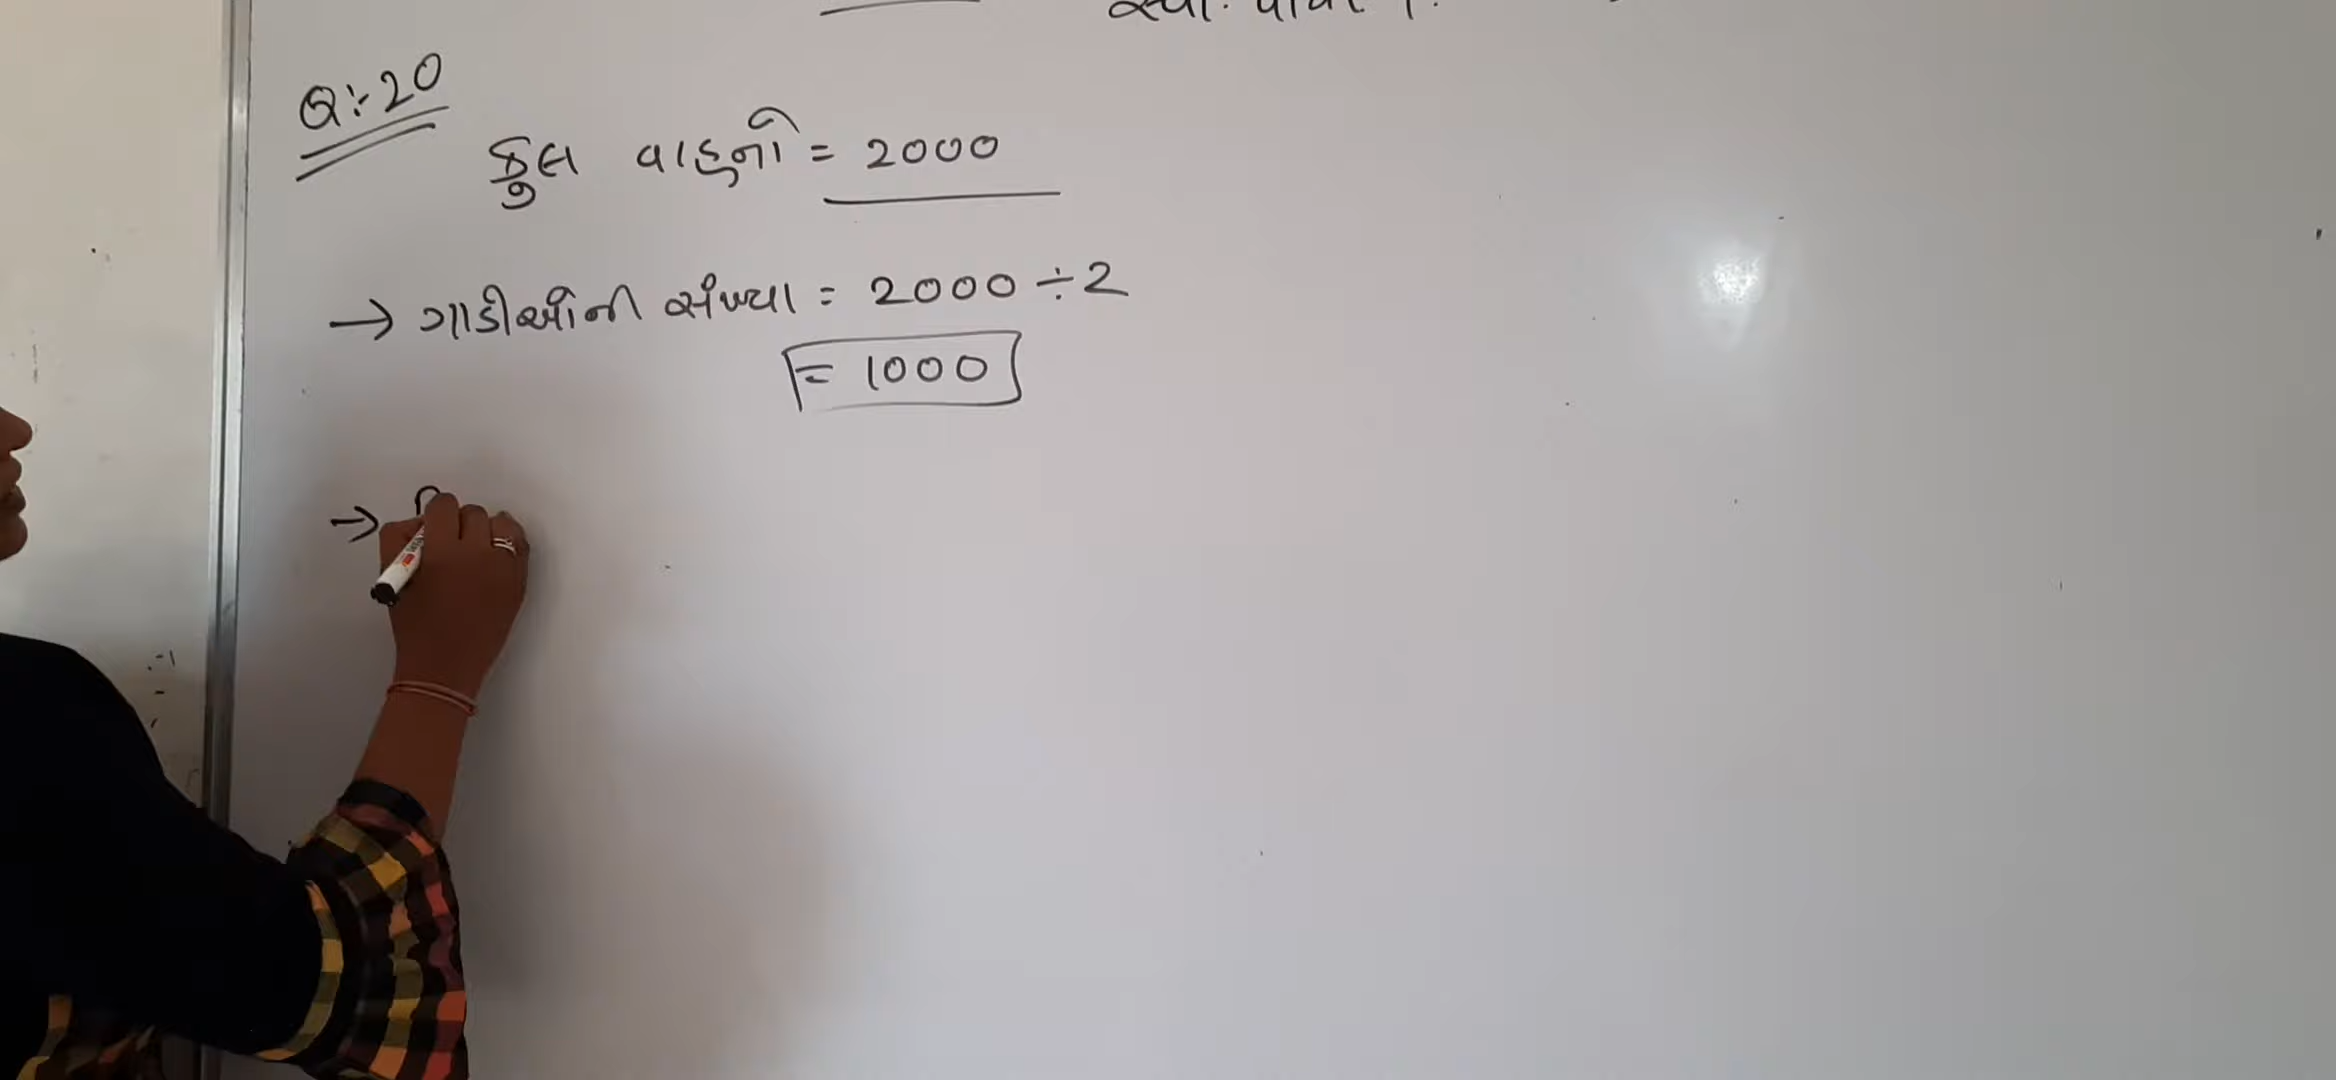 Q:- 20
કુલ વાહનો = 2000
→ ગાડીઓની સંખ્યા = 2000 ÷ 2
= 1000
→